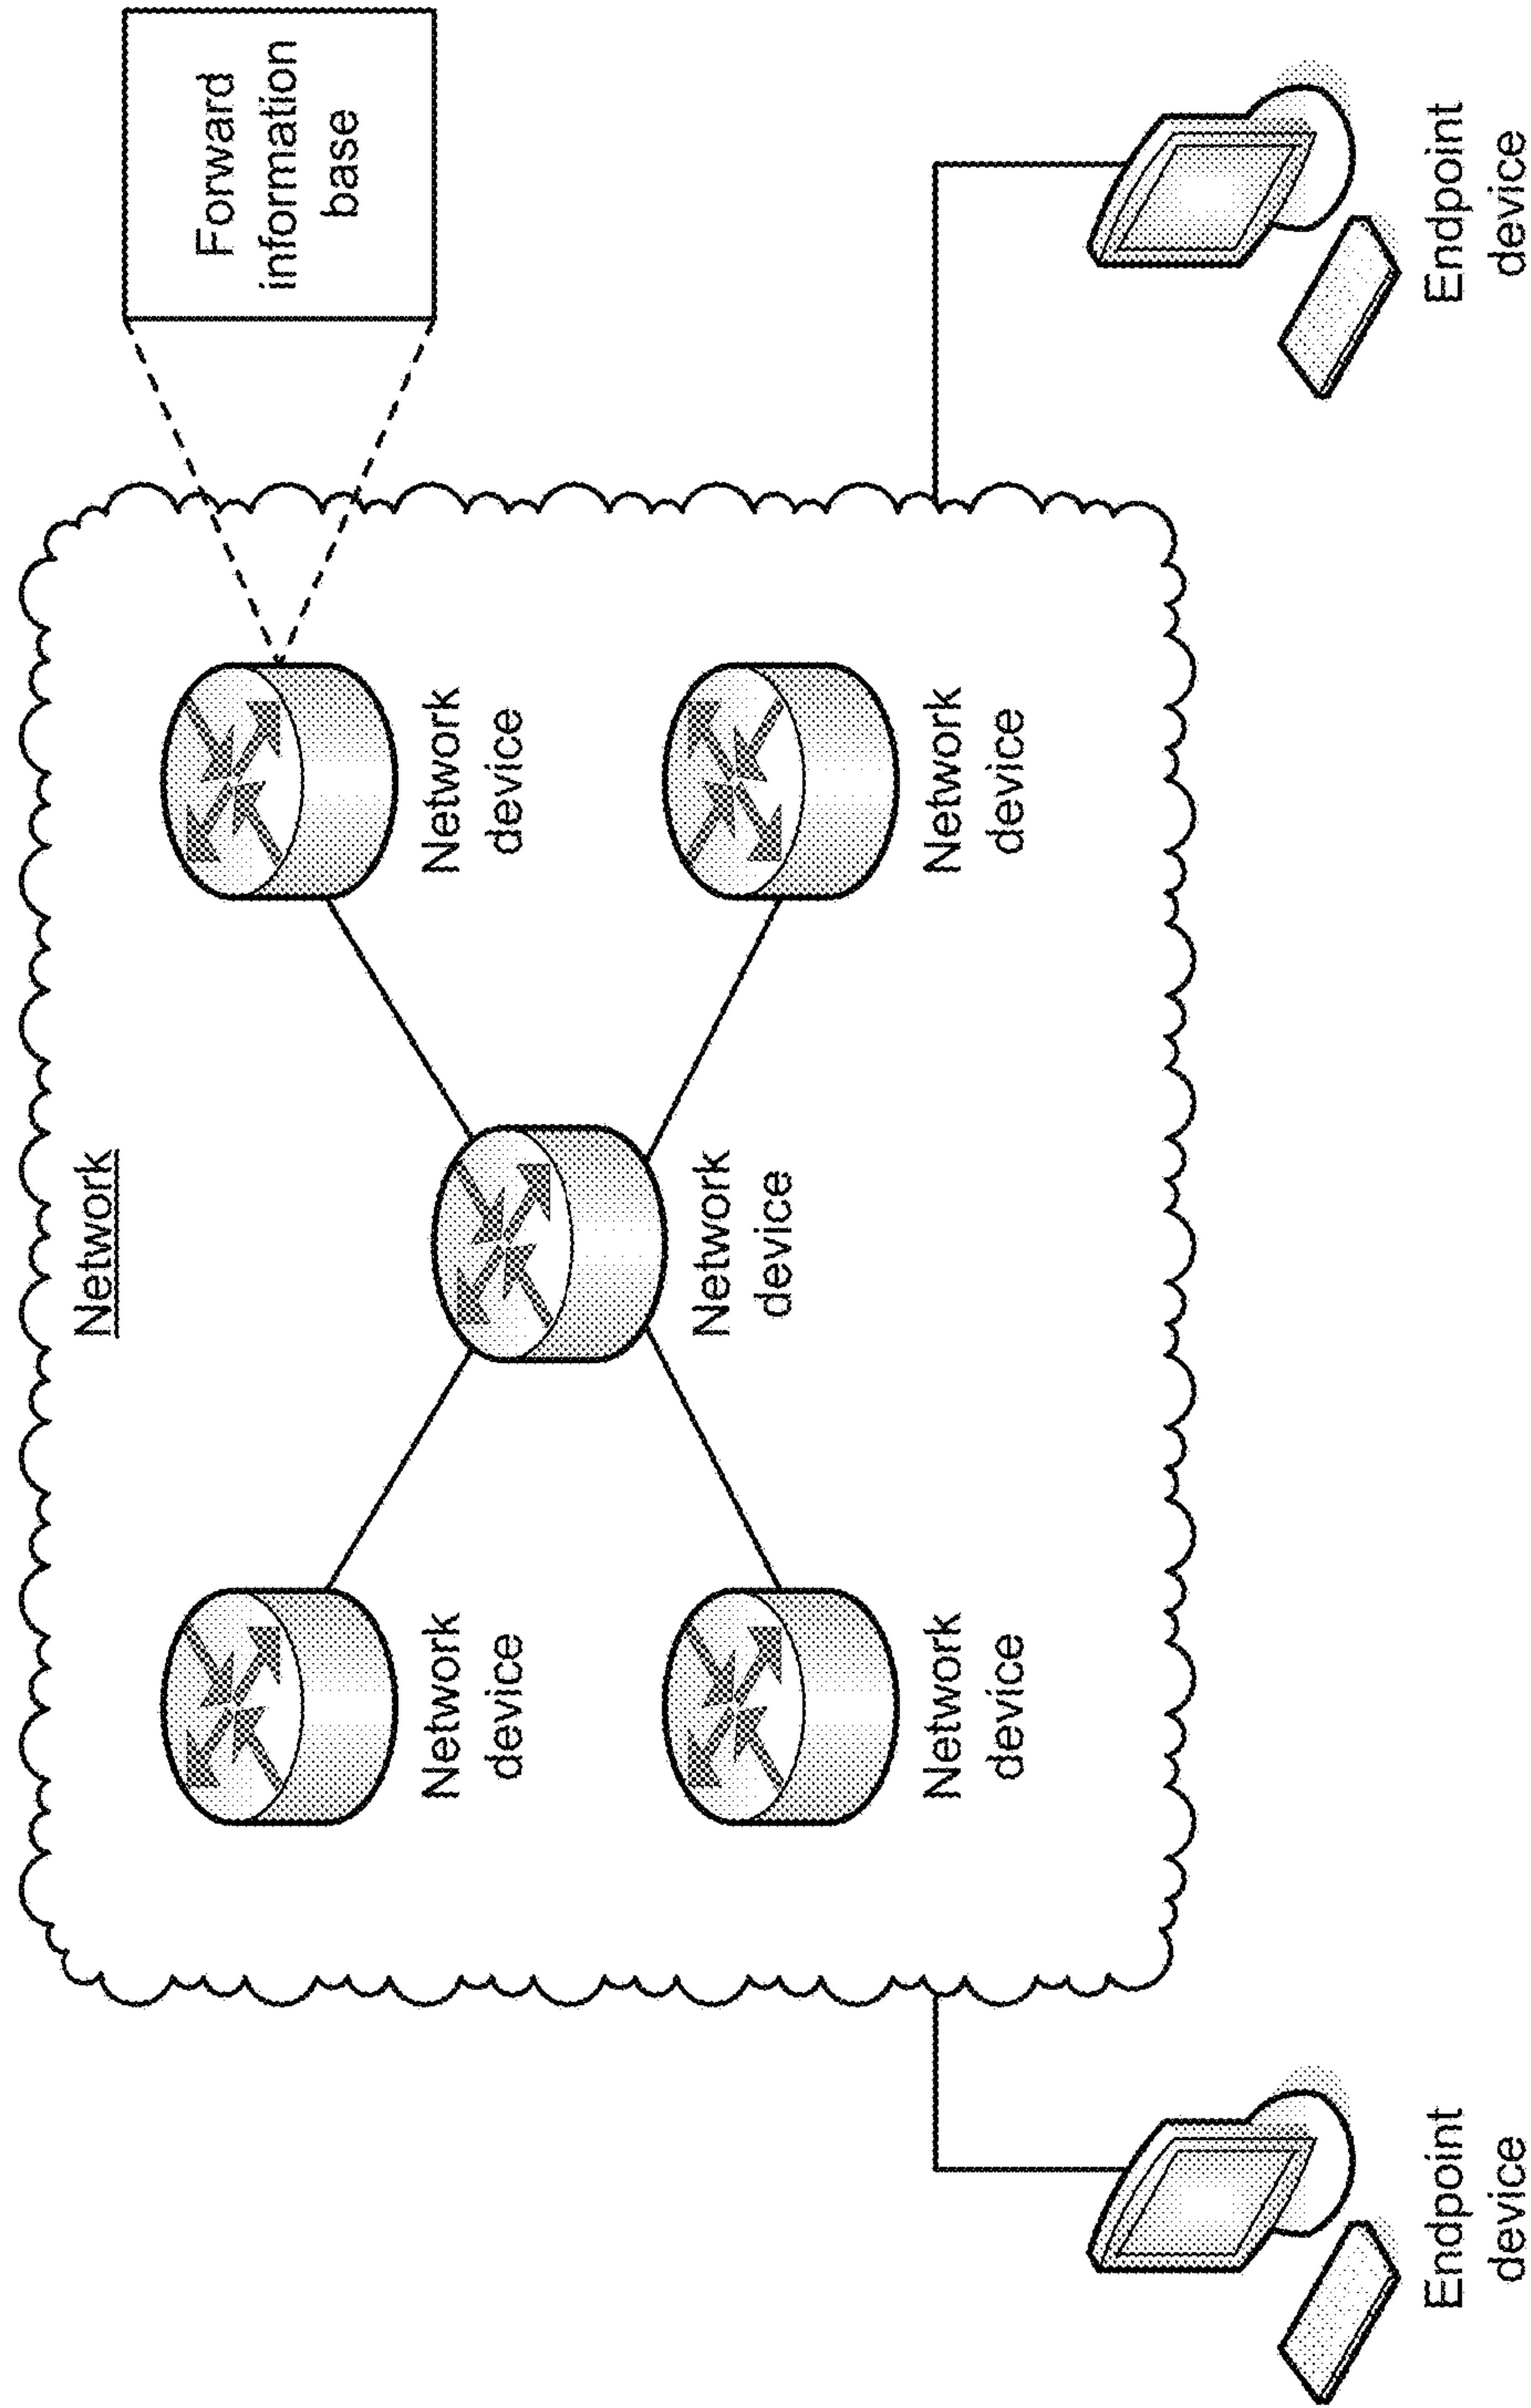 Forward
information
base
Network
Network
device
Network
device
Network
device
Network
device
Network
device
Endpoint
device
Endpoint
device